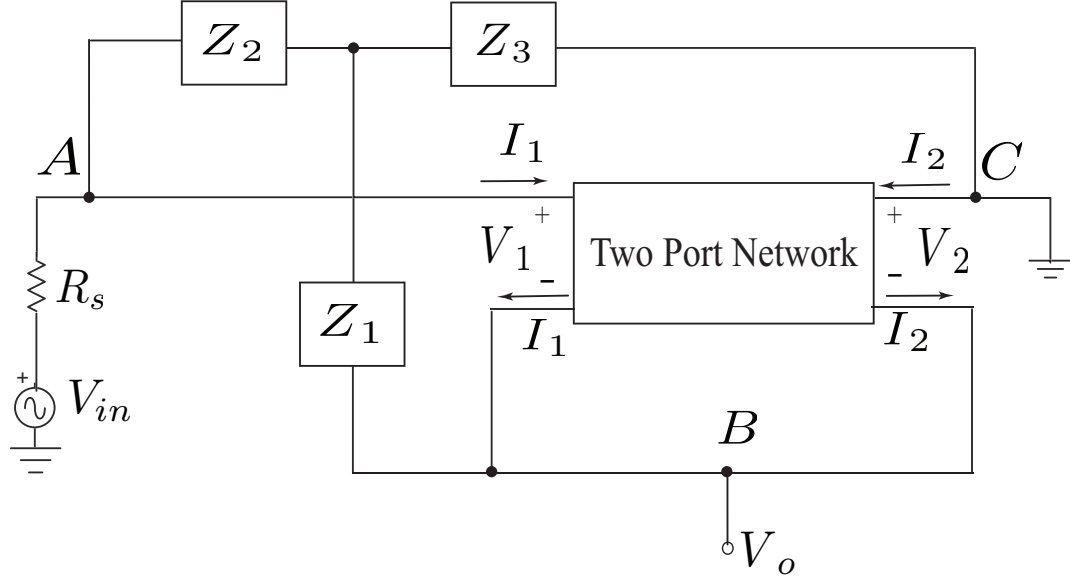 Z2
Z3
A
I1
I2
C
+
+
V1
Two Port Network
V2
-
-
Rs
Z1
I1
I2
+
Vin
B
Vo